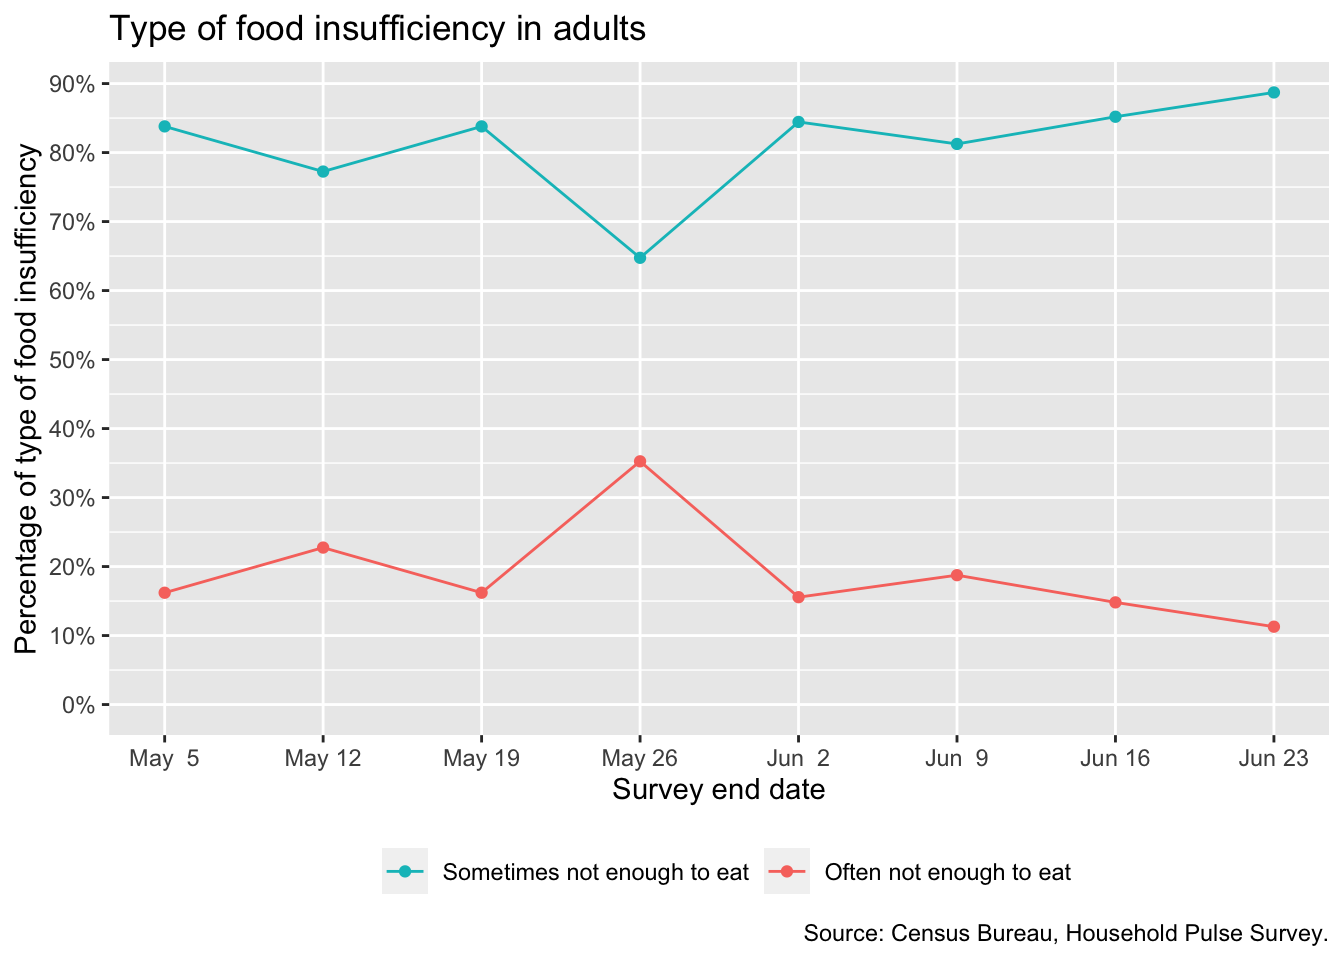 Type of food insufficiency in adults
Percentage of type of food insufficiency
90%
80%
70%
60%
50%
40%
30%
20%
10%
0%
May  5 May 12 May 19 May 26 Jun  2 Jun  9 Jun 16 Jun 23
Survey end date
Sometimes not enough to eat Often not enough to eat
Source: Census Bureau, Household Pulse Survey.